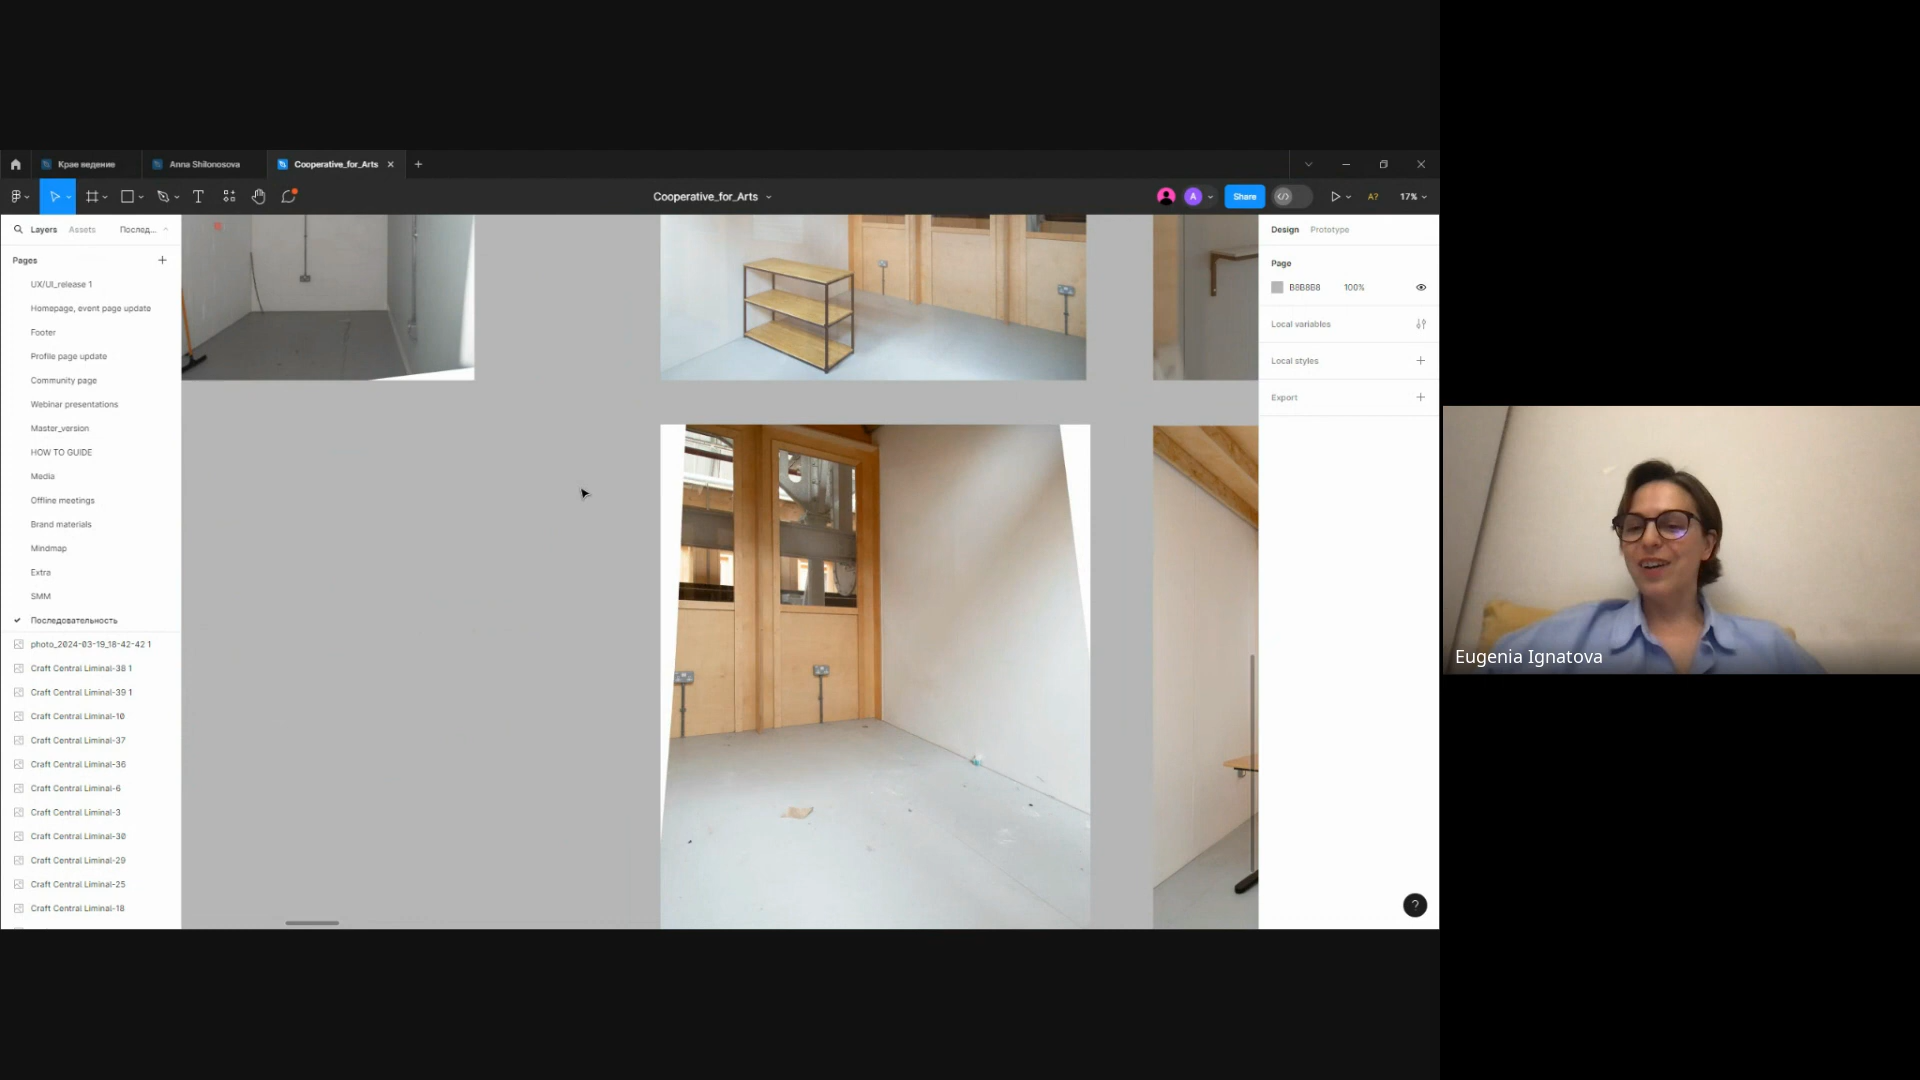 Крае ведение
Anna Shilonosova
Cooperative_for_Arts
Cooperative_for_Arts
A
Share
A?
17%
Layers
Assets
Послед...
Pages
UX/UI_release 1
Homepage, event page update
Footer
Profile page update
Community page
Webinar presentations
Master_version
HOW TO GUIDE
Media
Offline meetings
Brand materials
Mindmap
Extra
SMM
Последовательность
photo_2024-03-19_18-42-42 1
Craft Central Liminal-38 1
Craft Central Liminal-39 1
Craft Central Liminal-10
Craft Central Liminal-37
Craft Central Liminal-36
Craft Central Liminal-6
Craft Central Liminal-3
Craft Central Liminal-30
Craft Central Liminal-29
Craft Central Liminal-25
Craft Central Liminal-18
Design
Prototype
Page
B8B8B8
100%
Local variables
Local styles
Export
?
Eugenia Ignatova